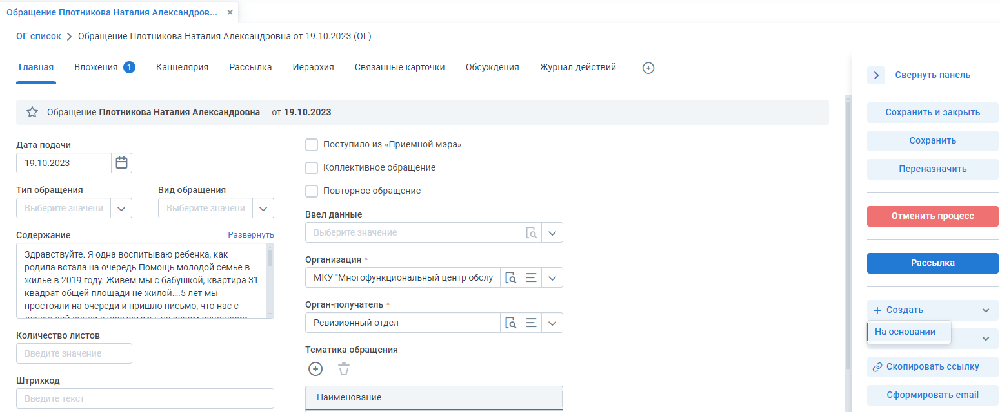 Обращение Плотникова Наталия Александров...
ОГ список > Обращение Плотникова Наталия Александровна от 19.10.2023 (ОГ)
Главная Вложения 1 Канцелярия Рассылка Иерархия Связанные карточки Обсуждения Журнал действий
Обращение Плотникова Наталия Александровна от 19.10.2023
Дата подачи
19.10.2023
Тип обращения
Выберите значени
Вид обращения
Выберите значени
Содержание Развернуть
Здравствуйте. Я одна воспитываю ребенка, как
родила встала на очередь Помощь молодой семье в
жилье в 2019 году. Живем мы с бабушкой, квартира 31
квадрат общей площади не жилой....5 лет мы
простояли на очереди и пришло письмо, что нас с
Количество листов
Введите значение
Штрихкод
Введите текст
Поступило из «Приемной мэра»
Коллективное обращение
Повторное обращение
Ввел данные
Выберите значение
Организация *
МКУ "Многофункциональный центр обслу
Орган-получатель *
Ревизионный отдел
Тематика обращения
Наименование
Свернуть панель
Сохранить и закрыть
Сохранить
Переназначить
Отменить процесс
Рассылка
+ Создать
На основании
Скопировать ссылку
Сформировать email